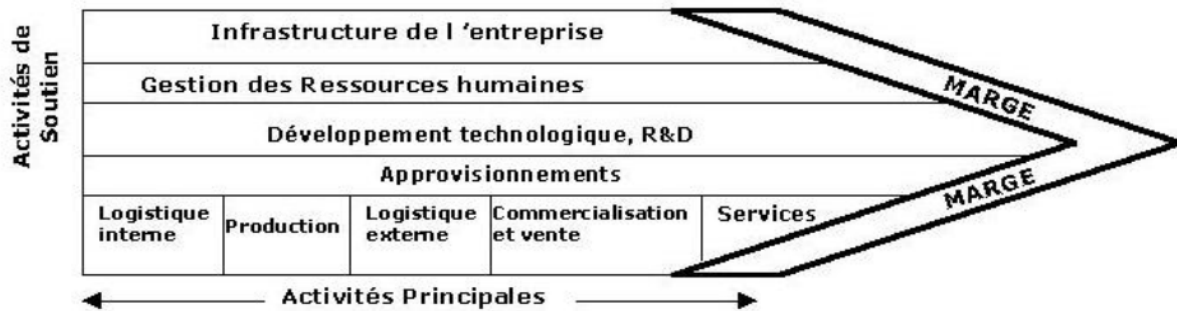 Activités de
Soutien
Infrastructure de l 'entreprise
Gestion des Ressources humaines
Développement technologique, R&D
Approvisionnements
Logistique
interne
Production
Logistique
externe
Commercialisation
et vente
Services
MARGE
MARGE
Activités Principales